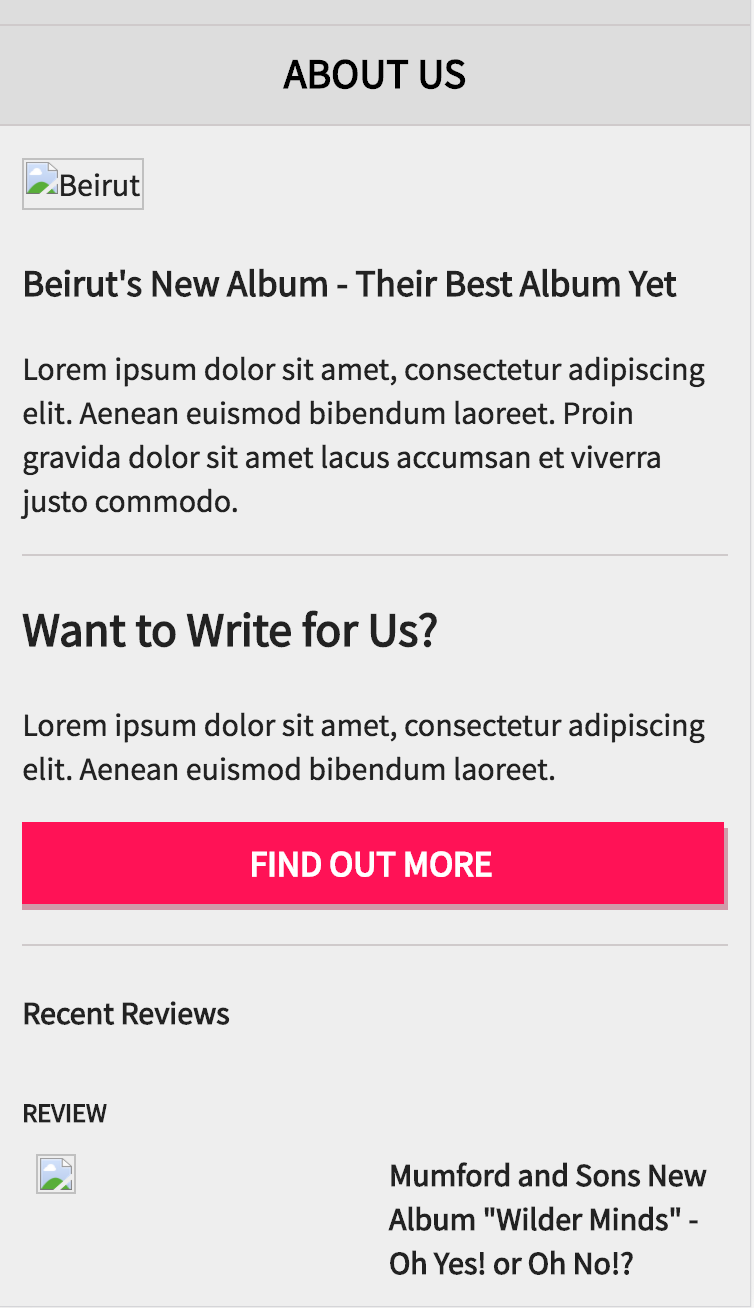 ABOUT US
Beirut
Beirut's New Album - Their Best Album Yet
Lorem ipsum dolor sit amet, consectetur adipiscing
elit. Aenean euismod bibendum laoreet. Proin
gravida dolor sit amet lacus accumsan et viverra
justo commodo.
Want to Write for Us?
Lorem ipsum dolor sit amet, consectetur adipiscing
elit. Aenean euismod bibendum laoreet.
FIND OUT MORE
Recent Reviews
REVIEW
Mumford and Sons New
Album "Wilder Minds" -
Oh Yes! or Oh No!?